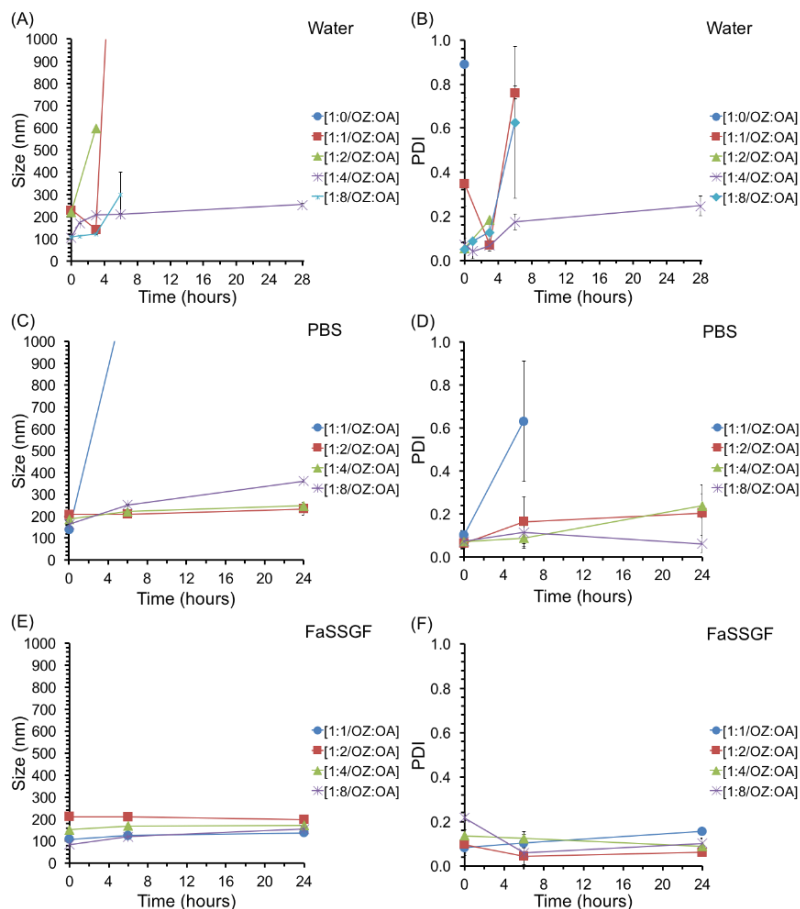 (A)
Water
Size (nm)
1000
900
800
700
600
500
400
300
200
100
0
0 4 8 12 16 20 24 28
Time (hours)
[1:0/OZ:OA]
[1:1/OZ:OA]
[1:2/OZ:OA]
[1:4/OZ:OA]
[1:8/OZ:OA]
(B)
Water
PDI
1.0
0.8
0.6
0.4
0.2
0.0
0 4 8 12 16 20 24 28
Time (hours)
[1:0/OZ:OA]
[1:1/OZ:OA]
[1:2/OZ:OA]
[1:4/OZ:OA]
[1:8/OZ:OA]
(C)
PBS
Size (nm)
1000
900
800
700
600
500
400
300
200
100
0
0 4 8 12 16 20 24
Time (hours)
[1:1/OZ:OA]
[1:2/OZ:OA]
[1:4/OZ:OA]
[1:8/OZ:OA]
(D)
PBS
PDI
1.0
0.8
0.6
0.4
0.2
0.0
0 4 8 12 16 20 24
Time (hours)
[1:1/OZ:OA]
[1:2/OZ:OA]
[1:4/OZ:OA]
[1:8/OZ:OA]
(E)
FaSSGF
Size (nm)
1000
900
800
700
600
500
400
300
200
100
0
0 4 8 12 16 20 24
Time (hours)
[1:1/OZ:OA]
[1:2/OZ:OA]
[1:4/OZ:OA]
[1:8/OZ:OA]
(F)
FaSSGF
PDI
1.0
0.8
0.6
0.4
0.2
0.0
0 4 8 12 16 20 24
Time (hours)
[1:1/OZ:OA]
[1:2/OZ:OA]
[1:4/OZ:OA]
[1:8/OZ:OA]